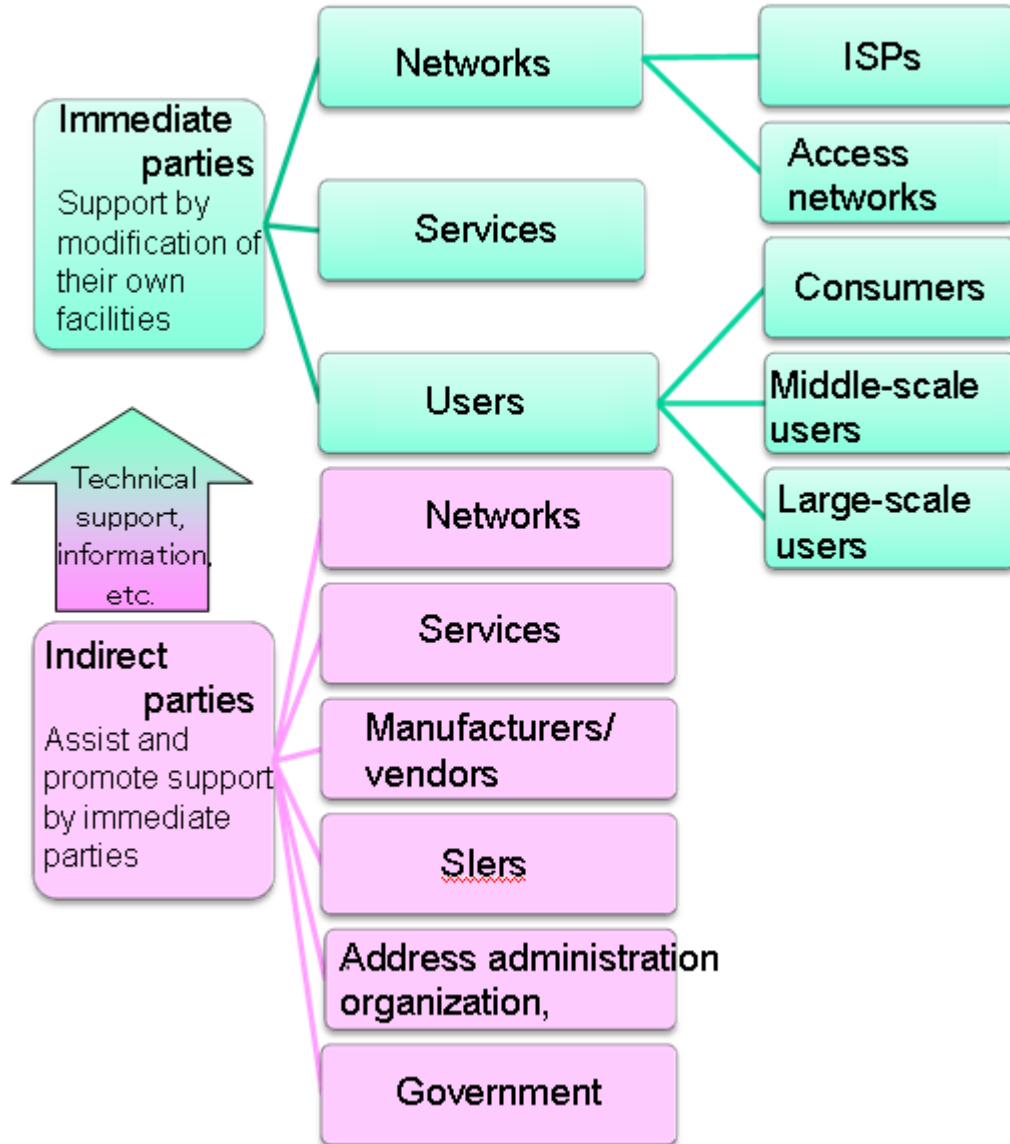 Networks
ISPs
Immediate
parties
Support by
modification of
their own
facilities
Access
networks
Services
Consumers
Users
Middle-scale
users
Large-scale
users
Technical
support,
information,
etc.
Networks
Services
Indirect
parties
Assist and
promote support
by immediate
parties
Manufacturers/
vendors
SIers
Address administration
organization,
Government